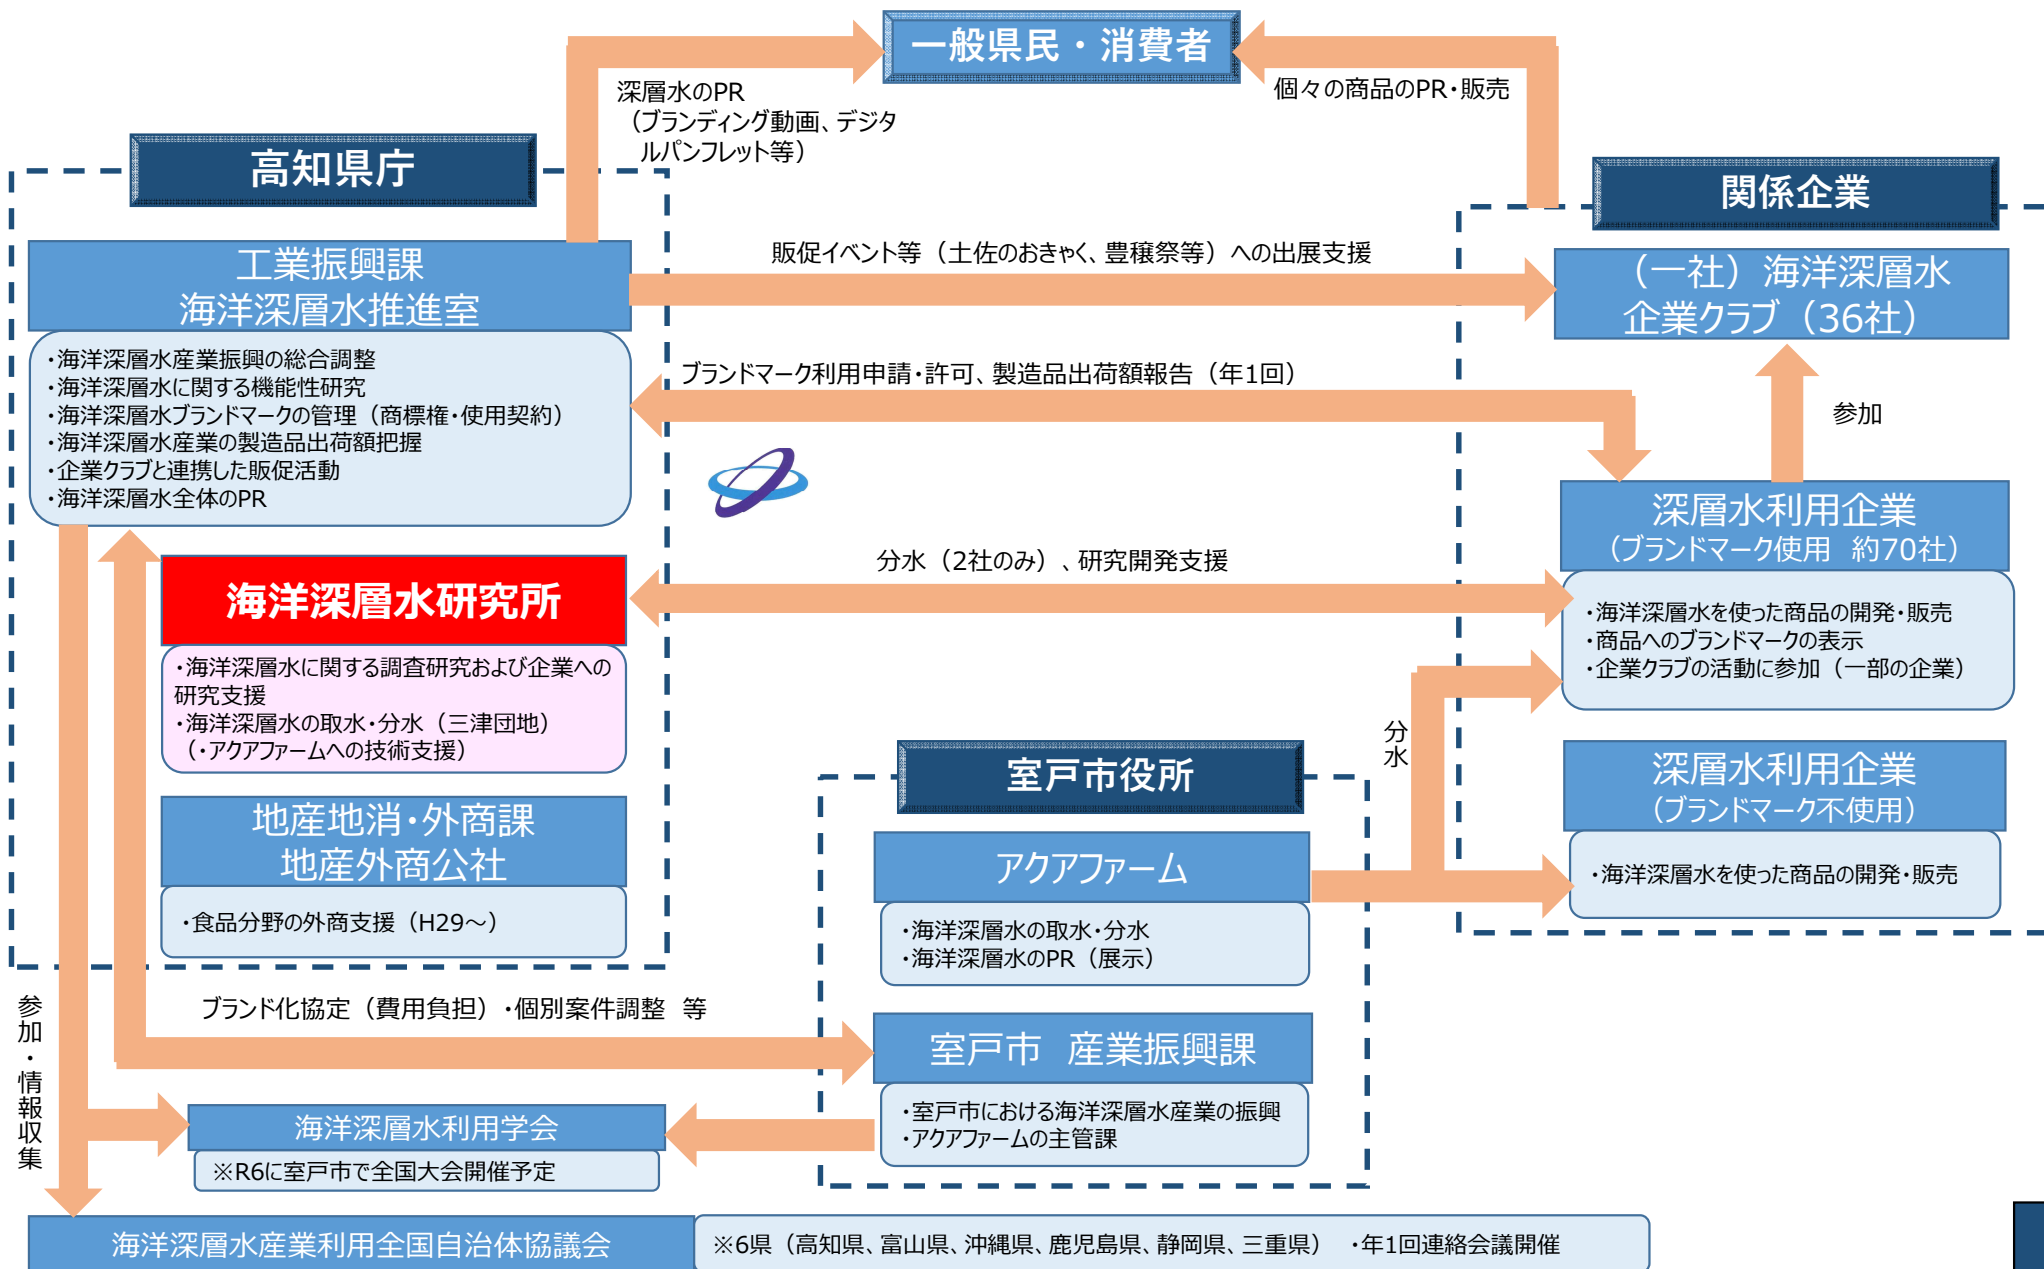 一般県民・消費者
深層水のPR
（ブランディング動画、デジタ
ルパンフレット等）
個々の商品のPR・販売
高知県庁
関係企業
工業振興課
海洋深層水推進室
・海洋深層水産業振興の総合調整
・海洋深層水に関する機能性研究
・海洋深層水ブランドマークの管理（商標権・使用契約）
・海洋深層水産業の製造品出荷額把握
・企業クラブと連携した販促活動
・海洋深層水全体のPR
販促イベント等（土佐のおきゃく、豊穣祭等）への出展支援
（一社）海洋深層水
企業クラブ（36社）
ブランドマーク利用申請・許可、製造品出荷額報告（年1回）
参加
深層水利用企業
（ブランドマーク使用　約70社）
・海洋深層水を使った商品の開発・販売
・商品へのブランドマークの表示
・企業クラブの活動に参加（一部の企業）
分水（2社のみ）、研究開発支援
海洋深層水研究所
・海洋深層水に関する調査研究および企業への
研究支援
・海洋深層水の取水・分水（三津団地）
（・アクアファームへの技術支援）
分水
深層水利用企業
（ブランドマーク不使用）
・海洋深層水を使った商品の開発・販売
地産地消・外商課
地産外商公社
・食品分野の外商支援（H29～）
室戸市役所
アクアファーム
・海洋深層水の取水・分水
・海洋深層水のPR（展示）
ブランド化協定（費用負担）・個別案件調整　等
室戸市　産業振興課
・室戸市における海洋深層水産業の振興
・アクアファームの主管課
参加・情報収集
海洋深層水利用学会
※R6に室戸市で全国大会開催予定
海洋深層水産業利用全国自治体協議会
※6県（高知県、富山県、沖縄県、鹿児島県、静岡県、三重県）　・年1回連絡会議開催